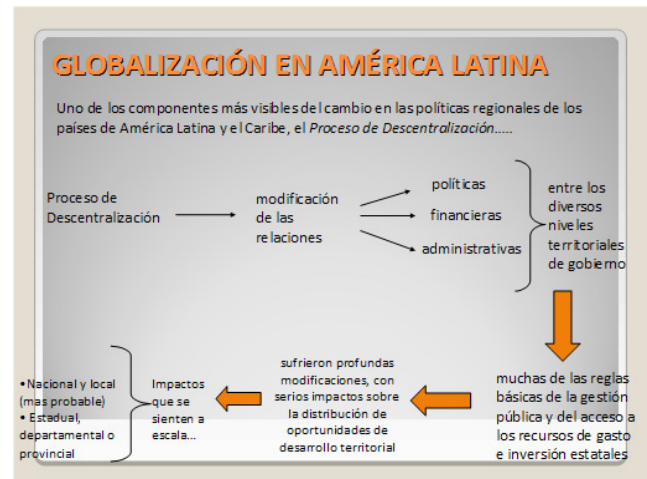 GLOBALIZACIÓN EN AMÉRICA LATINA
Uno de los componentes más visibles del cambio en las políticas regionales de los
países de América Latina y el Caribe, el Proceso de Descentralización.....
Proceso de
Descentralización
modificación
de las
relaciones
políticas
financieras
administrativas
entre los
diversos
niveles
territoriales
de gobierno
muchas de las reglas
básicas de la gestión
pública y del acceso a
los recursos de gasto
e inversión estatales
sufrieron profundas
modificaciones, con
serios impactos sobre
la distribución de
oportunidades de
desarrollo territorial
Impactos
que se
sienten a
escala...
•Nacional y local
(mas probable)
• Estadual,
departamental o
provincial